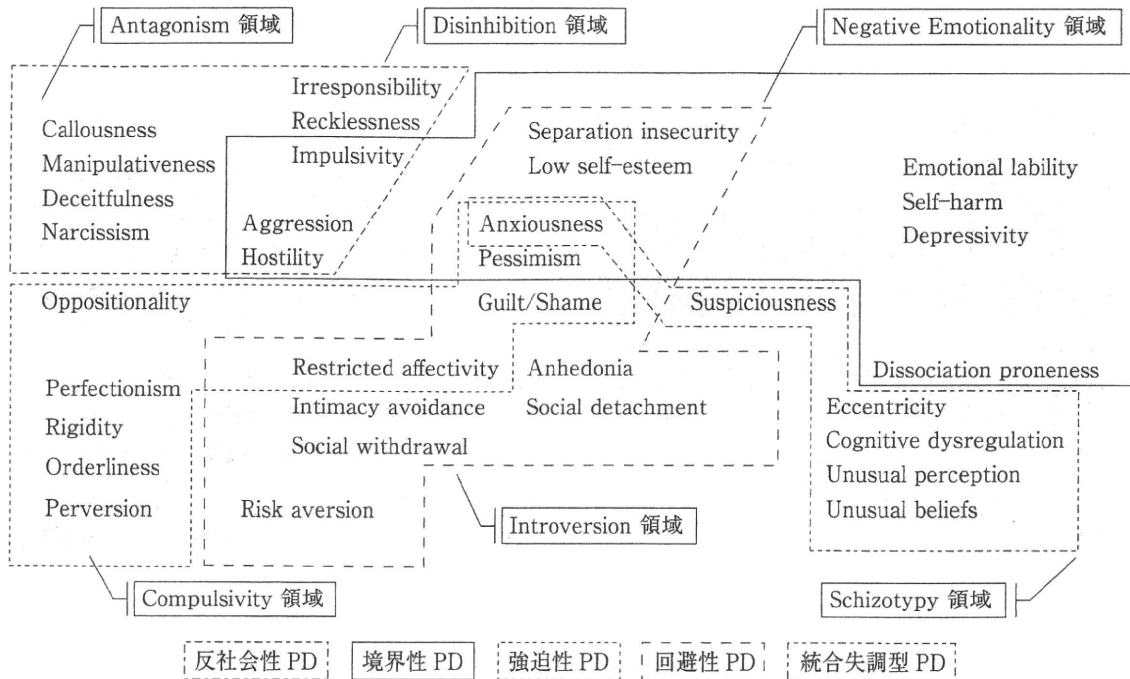 Antagonism 領域
Disinhibition 領域
Negative Emotionality 領域
Irresponsibility
Recklessness
Impulsivity
Callousness
Manipulativeness
Deceitfulness
Narcissism
Aggression
Hostility
Separation insecurity
Low self-esteem
Emotional lability
Self-harm
Depressivity
Anxiousness
Pessimism
Oppositionality
Guilt/Shame
Suspiciousness
Restricted affectivity
Anhedonia
Dissociation proneness
Perfectionism
Rigidity
Orderliness
Perversion
Intimacy avoidance
Social detachment
Social withdrawal
Risk aversion
Eccentricity
Cognitive dysregulation
Unusual perception
Unusual beliefs
Introversion 領域
Compulsivity 領域
Schizotypy 領域
反社会性 PD
境界性 PD
強迫性 PD
回避性 PD
統合失調型 PD